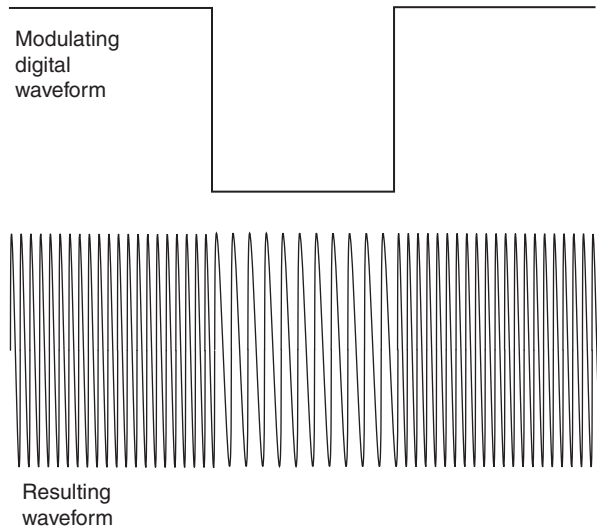 Modulating
digital
waveform
Resulting
waveform